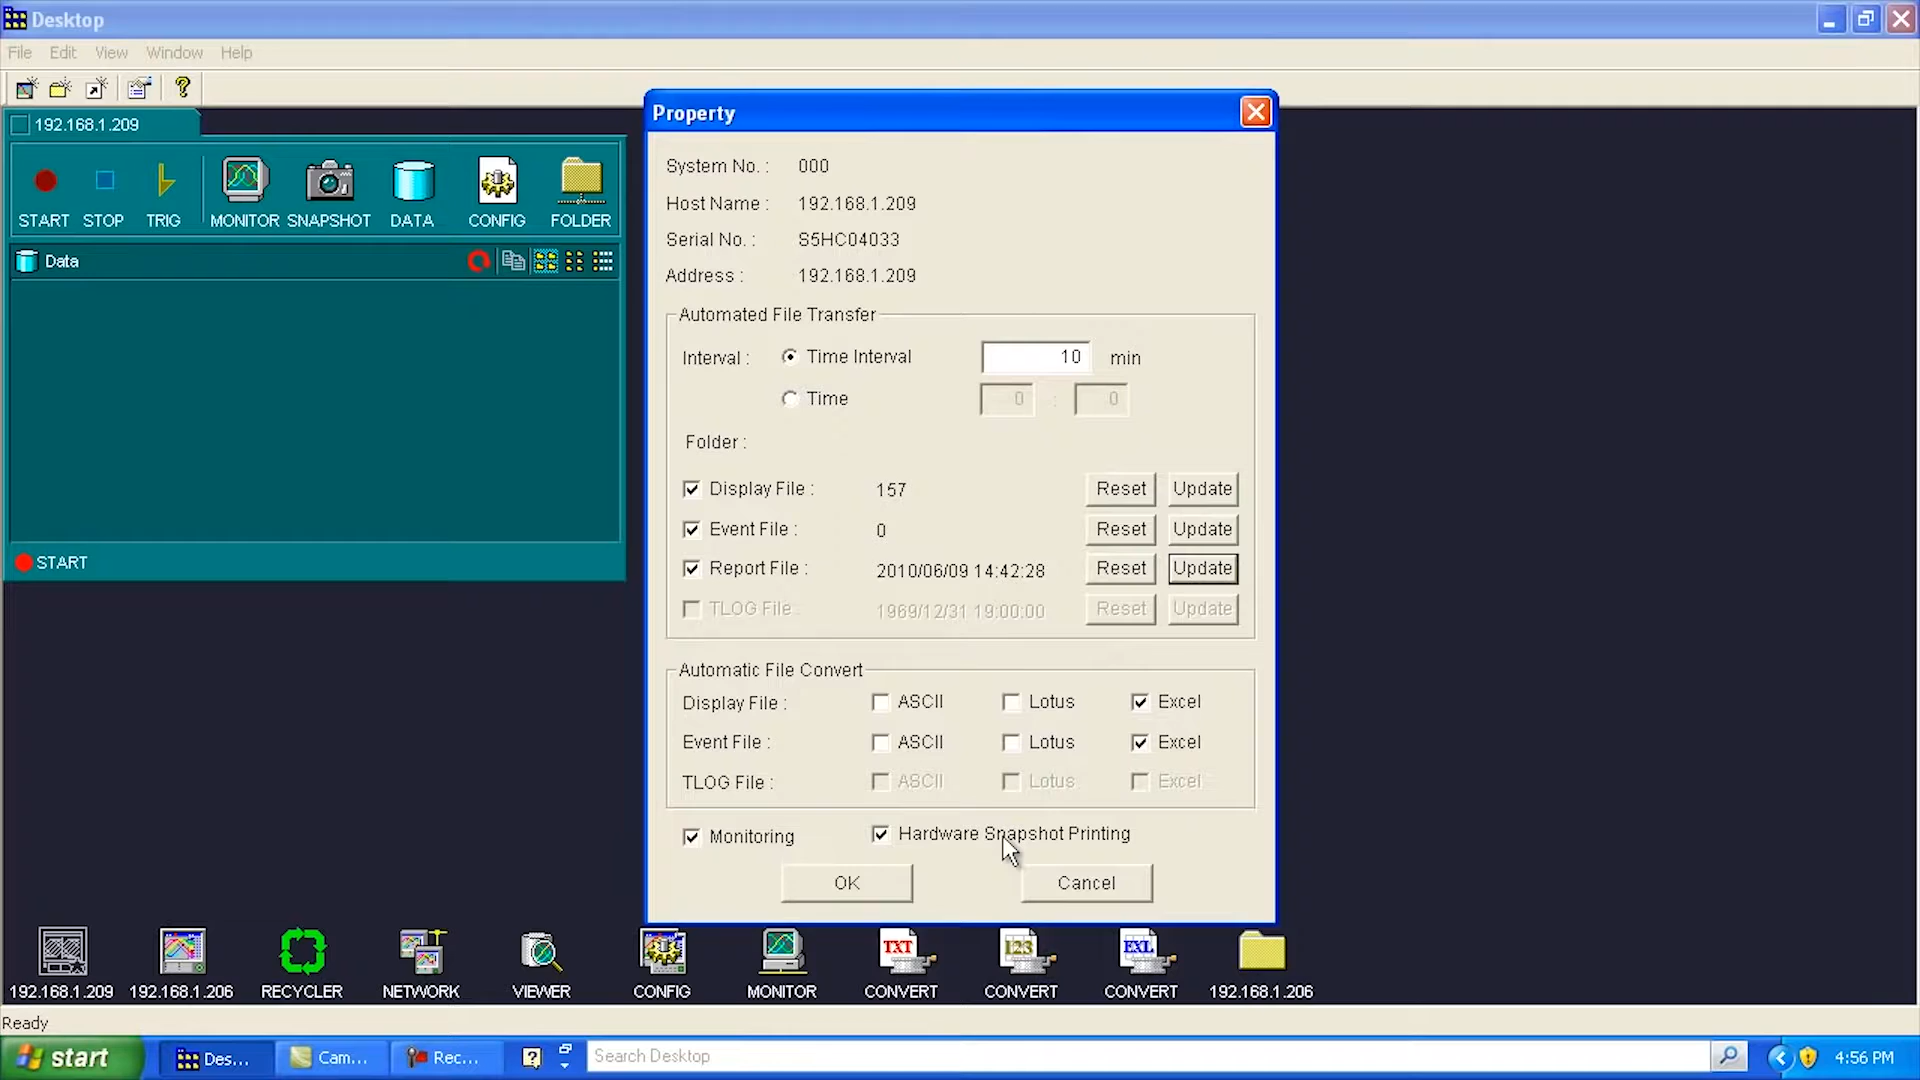 Desktop
File Edit View Window Help
192.168.1.209
START STOP TRIG MONITOR SNAPSHOT DATA CONFIG FOLDER
Data
START
Property
System No. : 000
Host Name : 192.168.1.209
Serial No. : S5HC04033
Address : 192.168.1.209
Automated File Transfer
Interval : Time Interval 10 min
Time 0 : 0
Folder :
Display File : 157 Reset Update
Event File : 0 Reset Update
Report File : 2010/06/09 14:42:28 Reset Update
TLOG File : 1969/12/31 19:00:00 Reset Update
Automatic File Convert
Display File : ASCII Lotus Excel
Event File : ASCII Lotus Excel
TLOG File : ASCII Lotus Excel
Monitoring Hardware Snapshot Printing
OK Cancel
TXT 123 EXL
192.168.1.209 192.168.1.206 RECYCLER NETWORK VIEWER CONFIG MONITOR CONVERT CONVERT CONVERT 192.168.1.206
Ready
start Des... Cam... Rec... Search Desktop 4:56 PM